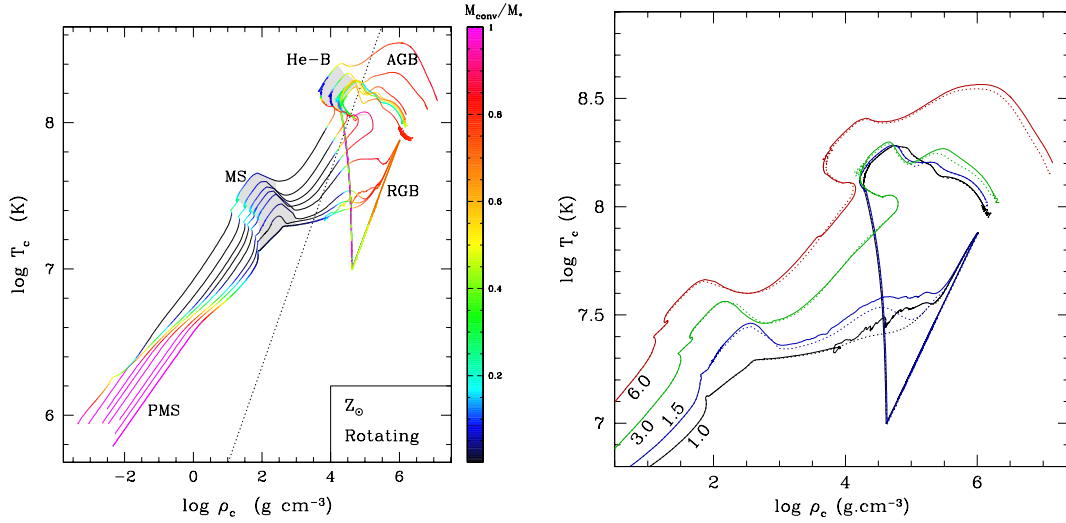 M_conv/M_*
He-B
AGB
MS
RGB
PMS
Z_⊙
Rotating
8
7
6
log T_c (K)
−2
0
2
4
6
log ρ_c (g cm⁻³)
1
0.8
0.6
0.4
0.2
8.5
8
7.5
7
log T_c (K)
6.0
3.0
1.5
1.0
2
4
6
log ρ_c (g.cm⁻³)